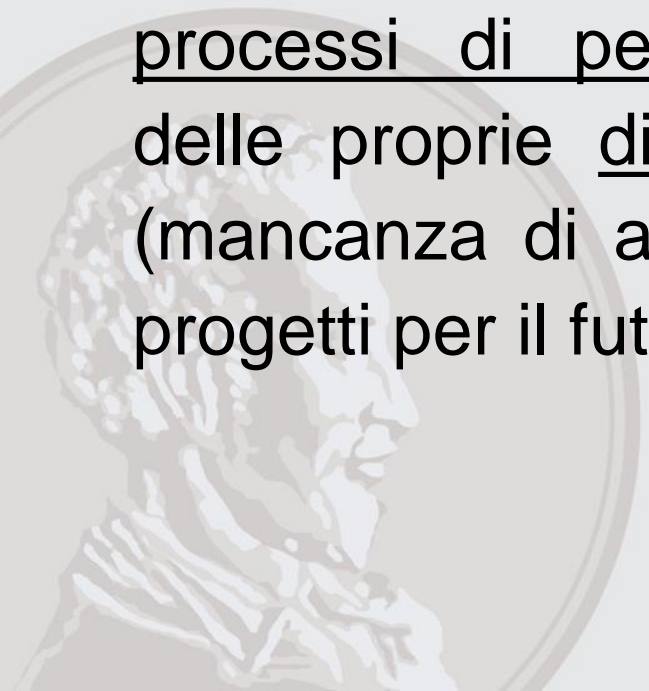 processi di pe
delle proprie di
(mancanza di a
progetti per il fut